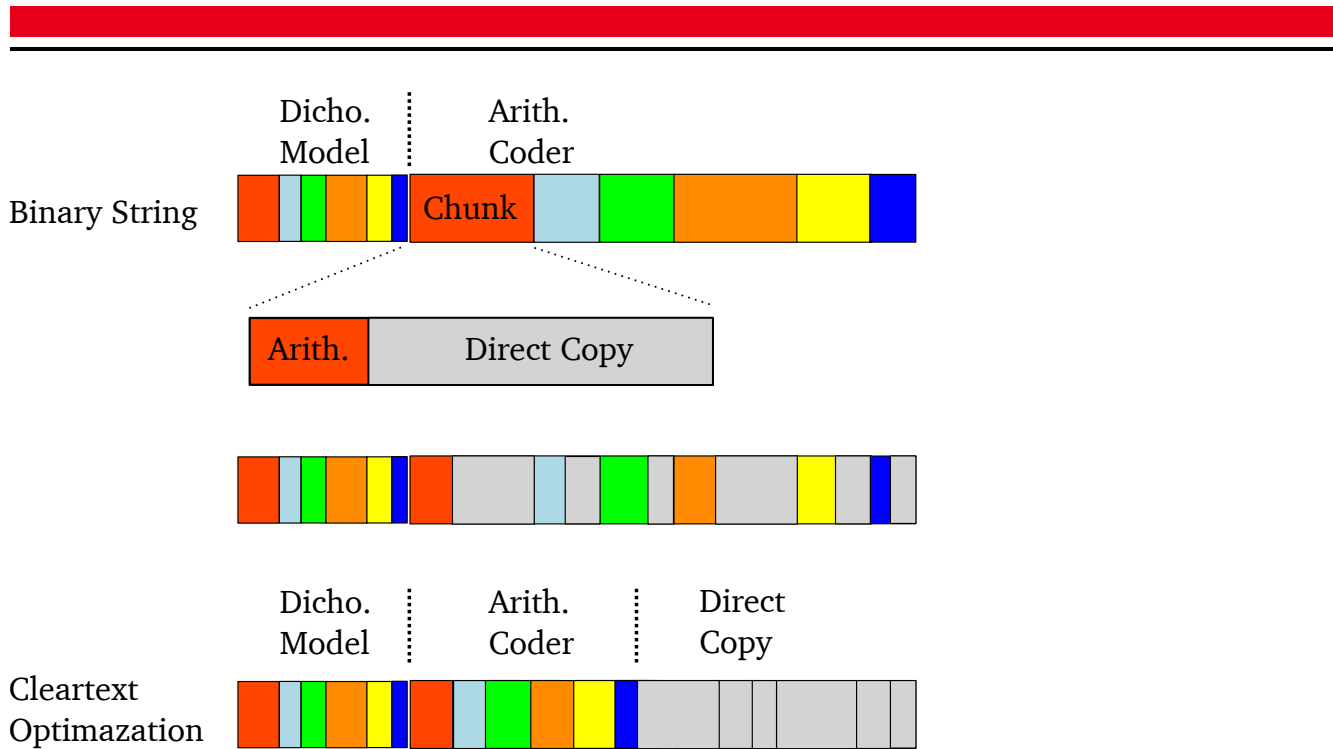 Dicho.
Model
Arith.
Coder
Binary String
Chunk
Arith.
Direct Copy
Dicho.
Model
Arith.
Coder
Direct
Copy
Cleartext
Optimazation